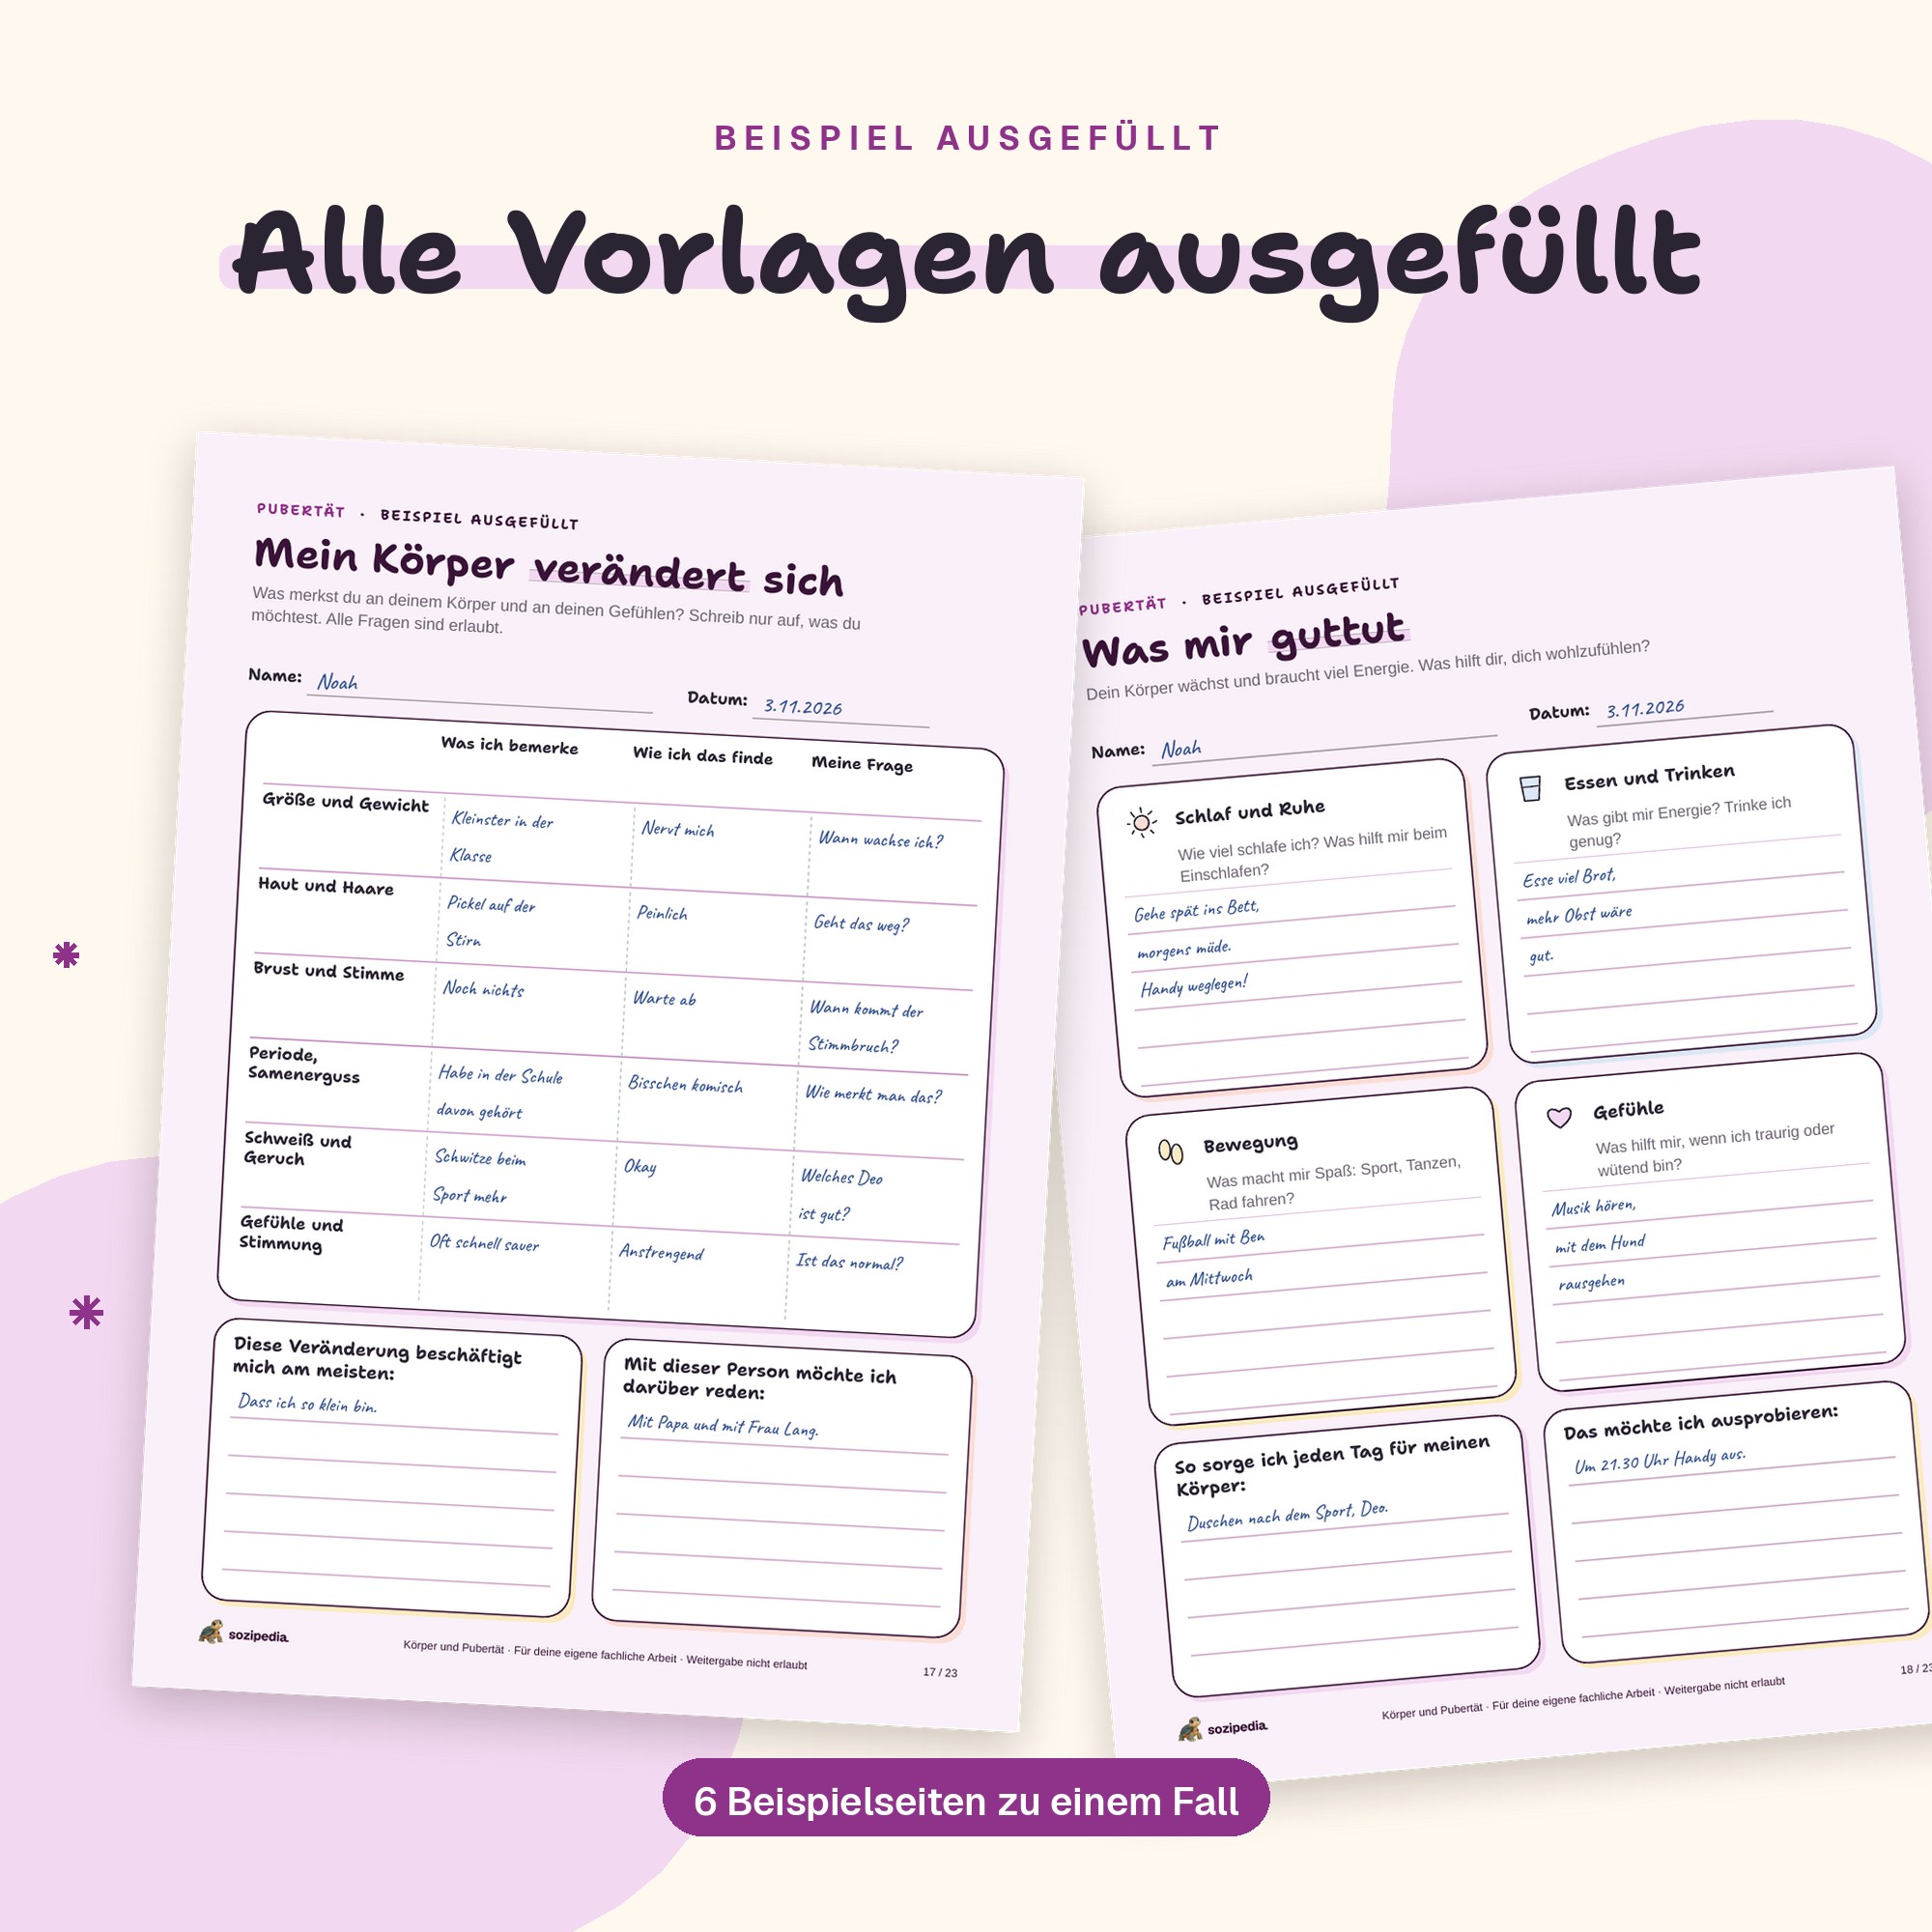 BEISPIEL AUSGEFÜLLT
Alle Vorlagen ausgefüllt
PUBERTÄT · BEISPIEL AUSGEFÜLLT
Mein Körper verändert sich
Was merkst du an deinem Körper und an deinen Gefühlen? Schreib nur auf, was du
möchtest. Alle Fragen sind erlaubt.
Name: Noah Datum: 3.11.2026
Was ich bemerke Wie ich das finde Meine Frage
Größe und Gewicht Kleinster in der Nervt mich Wann wachse ich?
Klasse
Haut und Haare Pickel auf der Peinlich Geht das weg?
Stirn
Brust und Stimme Noch nichts Warte ab Wann kommt der
Stimmbruch?
Periode, Habe in der Schule Bisschen komisch Wie merkt man das?
Samenerguss davon gehört
Schweiß und Schwitze beim Okay Welches Deo
Geruch Sport mehr ist gut?
Gefühle und Oft schnell sauer Anstrengend Ist das normal?
Stimmung
Diese Veränderung beschäftigt
mich am meisten:
Dass ich so klein bin.
Mit dieser Person möchte ich
darüber reden:
Mit Papa und mit Frau Lang.
sozipedia. Körper und Pubertät · Für deine eigene fachliche Arbeit · Weitergabe nicht erlaubt 17 / 23
PUBERTÄT · BEISPIEL AUSGEFÜLLT
Was mir guttut
Dein Körper wächst und braucht viel Energie. Was hilft dir, dich wohlzufühlen?
Name: Noah Datum: 3.11.2026
Schlaf und Ruhe
Wie viel schlafe ich? Was hilft mir beim
Einschlafen?
Gehe spät ins Bett,
morgens müde.
Handy weglegen!
Essen und Trinken
Was gibt mir Energie? Trinke ich
genug?
Esse viel Brot,
mehr Obst wäre
gut.
Bewegung
Was macht mir Spaß: Sport, Tanzen,
Rad fahren?
Fußball mit Ben
am Mittwoch
Gefühle
Was hilft mir, wenn ich traurig oder
wütend bin?
Musik hören,
mit dem Hund
rausgehen
So sorge ich jeden Tag für meinen
Körper:
Duschen nach dem Sport, Deo.
Das möchte ich ausprobieren:
Um 21.30 Uhr Handy aus.
sozipedia. Körper und Pubertät · Für deine eigene fachliche Arbeit · Weitergabe nicht erlaubt 18 / 23
6 Beispielseiten zu einem Fall